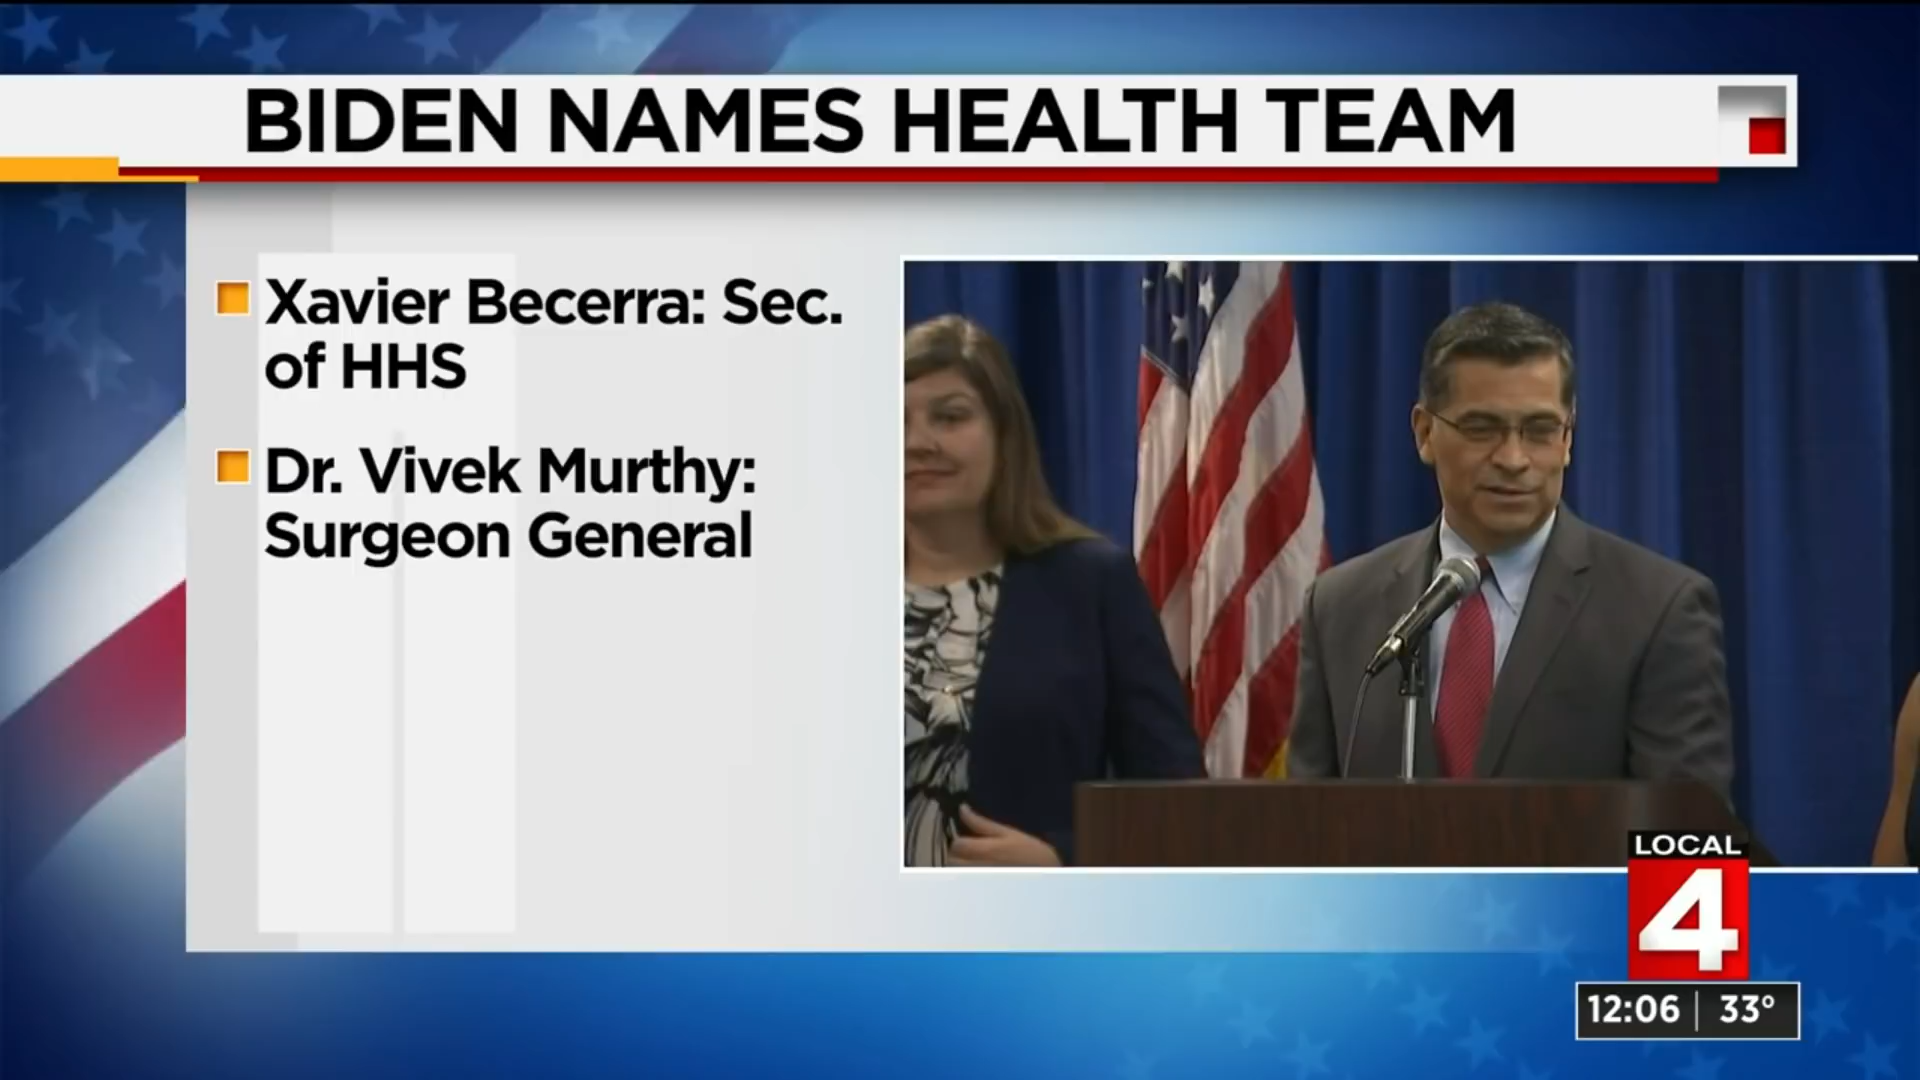 BIDEN NAMES HEALTH TEAM
Xavier Becerra: Sec.
of HHS
Dr. Vivek Murthy:
Surgeon General
LOCAL
4
12:06 | 33°